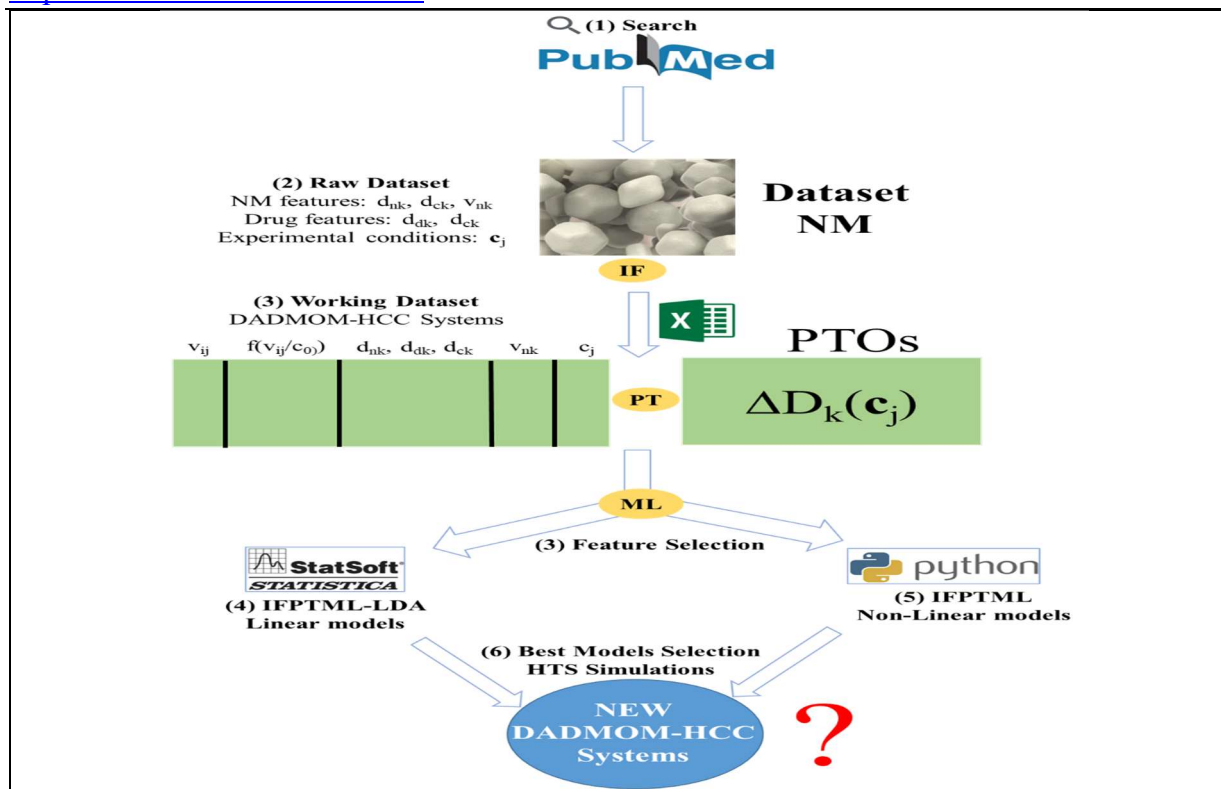 (1) Search
PubMed
(2) Raw Dataset
NM features: dnk, dck, vnk
Drug features: ddk, dck
Experimental conditions: cj
Dataset
NM
IF
(3) Working Dataset
DADMOM-HCC Systems
X
PTOs
vij f(vij/c0)) dnk, ddk, dck vnk cj
PT
ΔDk(cj)
ML
(3) Feature Selection
StatSoft
STATISTICA
python
(4) IFPTML-LDA
Linear models
(5) IFPTML
Non-Linear models
(6) Best Models Selection
HTS Simulations
NEW
DADMOM-HCC
Systems
?